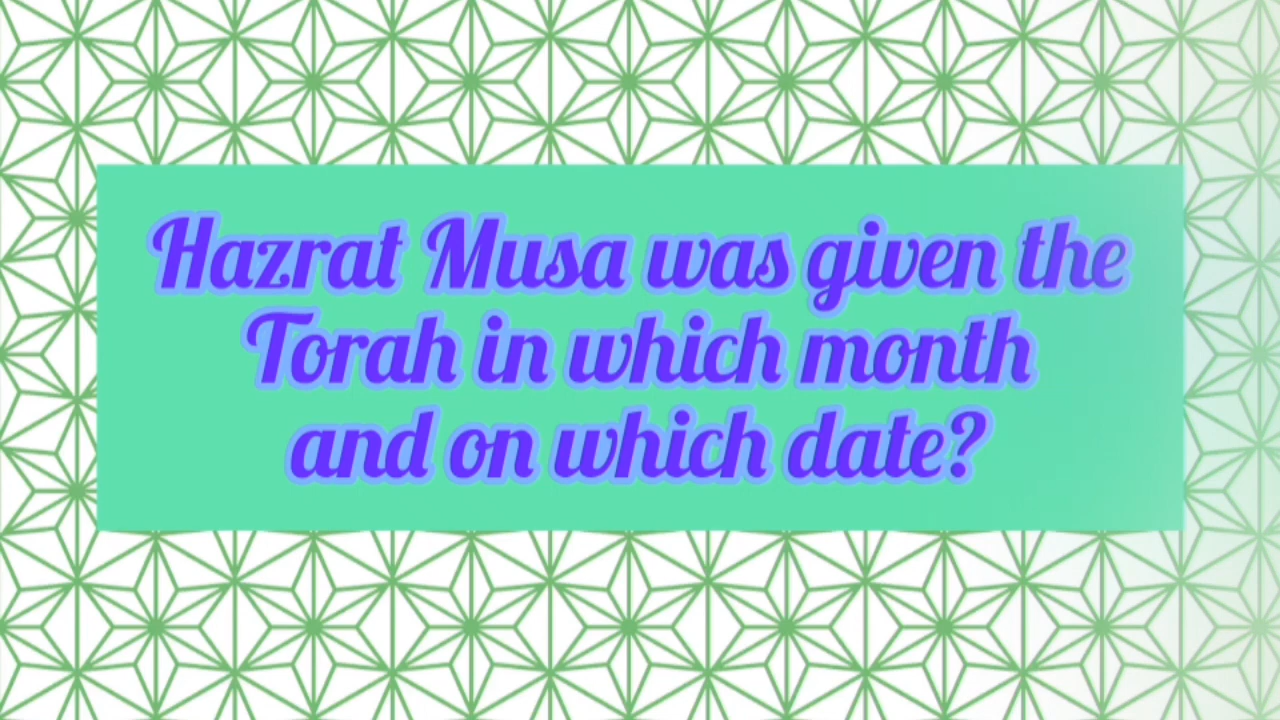 Hazrat Musa was given the
Torah in which month
and on which date?